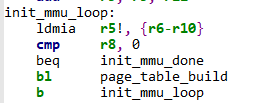 init_mmu_loop:
ldmia r5!, {r6-r10}
cmp r8, 0
beq init_mmu_done
bl page_table_build
b init_mmu_loop